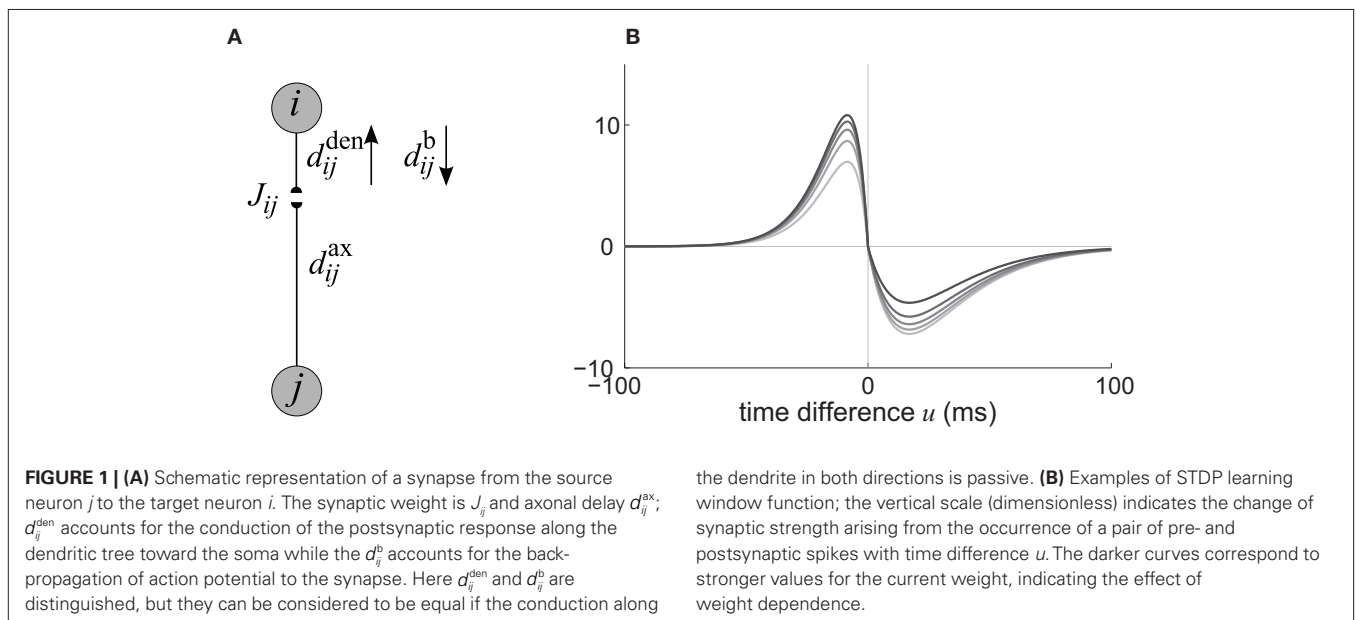 A
B
i
d_ij^den
d_ij^b
J_ij
d_ij^ax
j
10
0
−10
−100
0
100
time difference u (ms)
FIGURE 1 | (A) Schematic representation of a synapse from the source
neuron j to the target neuron i. The synaptic weight is J_ij and axonal delay d_ij^ax;
d_ij^den accounts for the conduction of the postsynaptic response along the
dendritic tree toward the soma while the d_ij^b accounts for the back-
propagation of action potential to the synapse. Here d_ij^den and d_ij^b are
distinguished, but they can be considered to be equal if the conduction along
the dendrite in both directions is passive. (B) Examples of STDP learning
window function; the vertical scale (dimensionless) indicates the change of
synaptic strength arising from the occurrence of a pair of pre- and
postsynaptic spikes with time difference u. The darker curves correspond to
stronger values for the current weight, indicating the effect of
weight dependence.